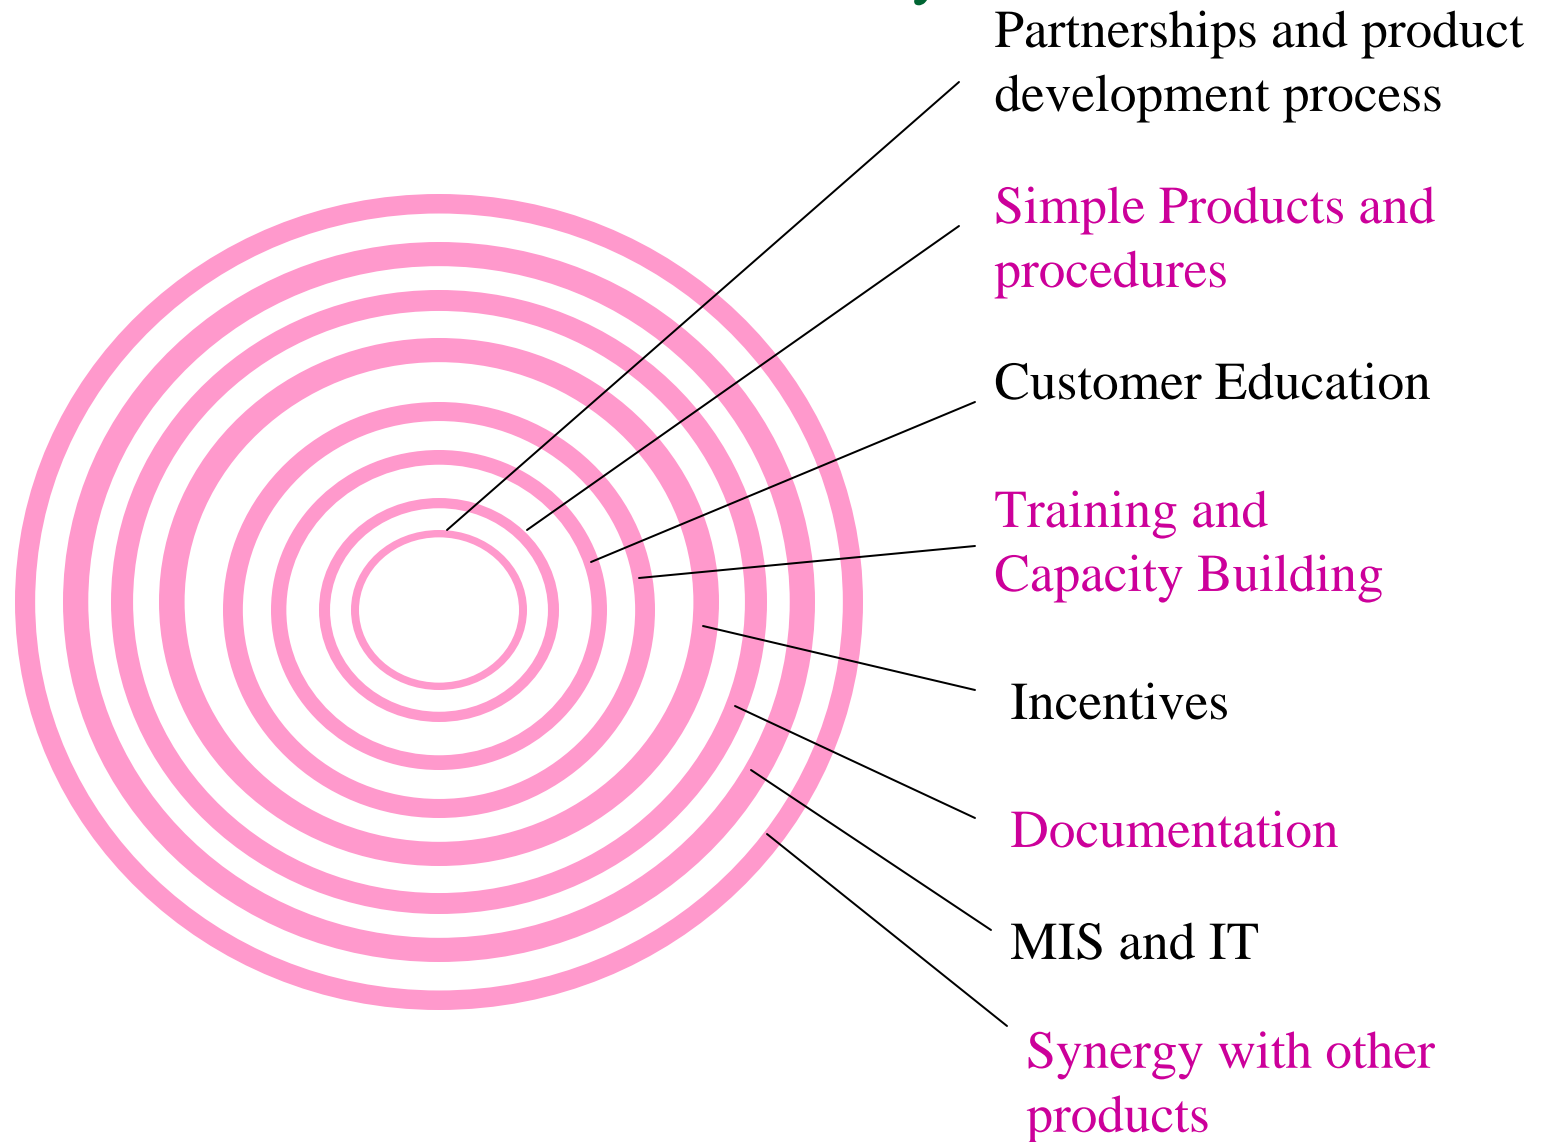 Partnerships and product
development process
Simple Products and
procedures
Customer Education
Training and
Capacity Building
Incentives
Documentation
MIS and IT
Synergy with other
products